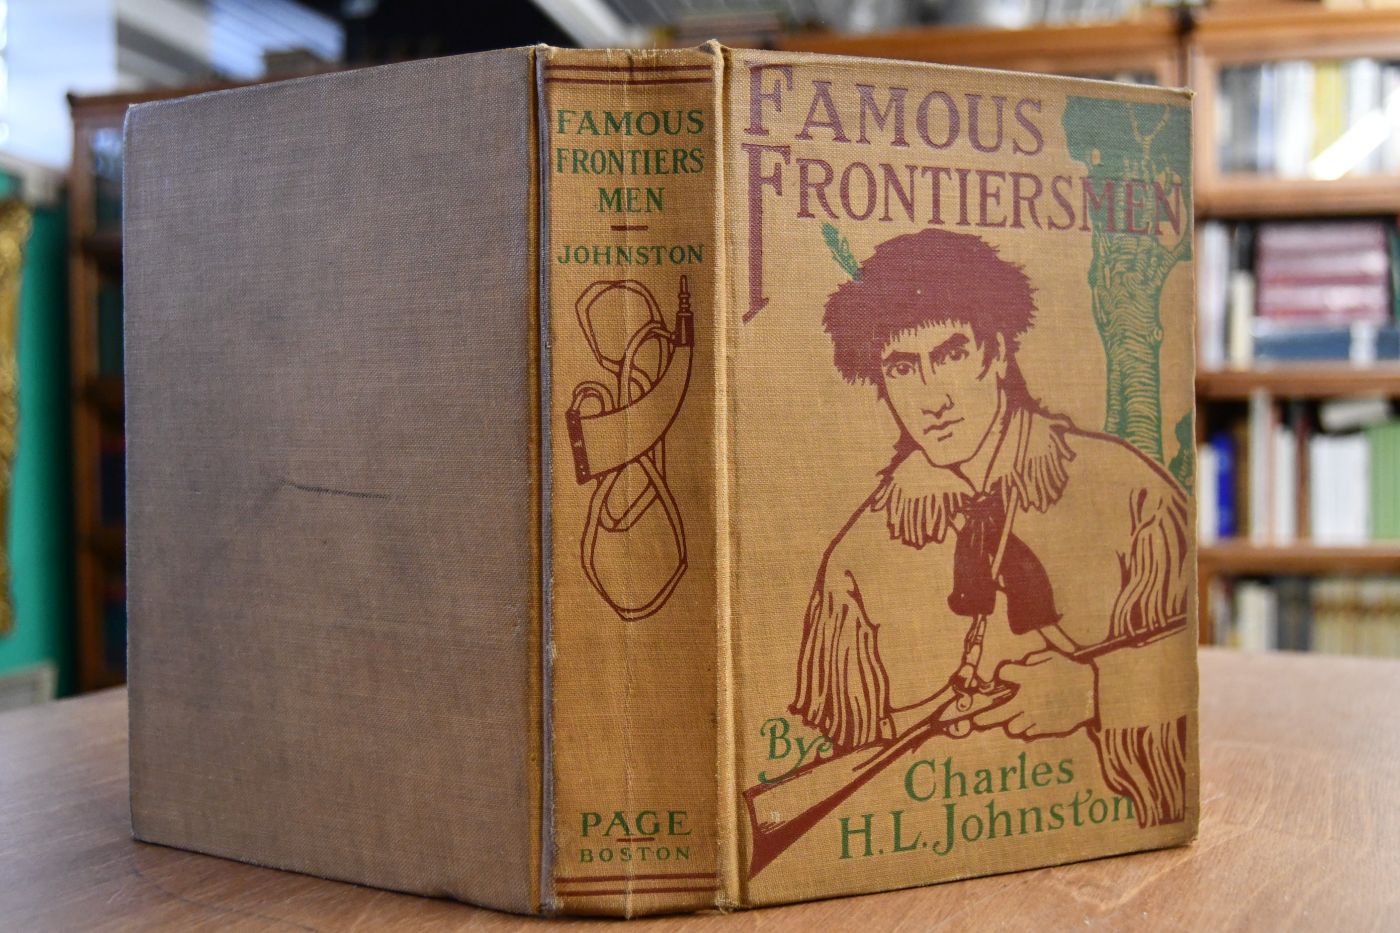 FAMOUS
FRONTIERS
MEN
JOHNSTON
PAGE
BOSTON
FAMOUS
FRONTIERSMEN
By
Charles
H.L. Johnston